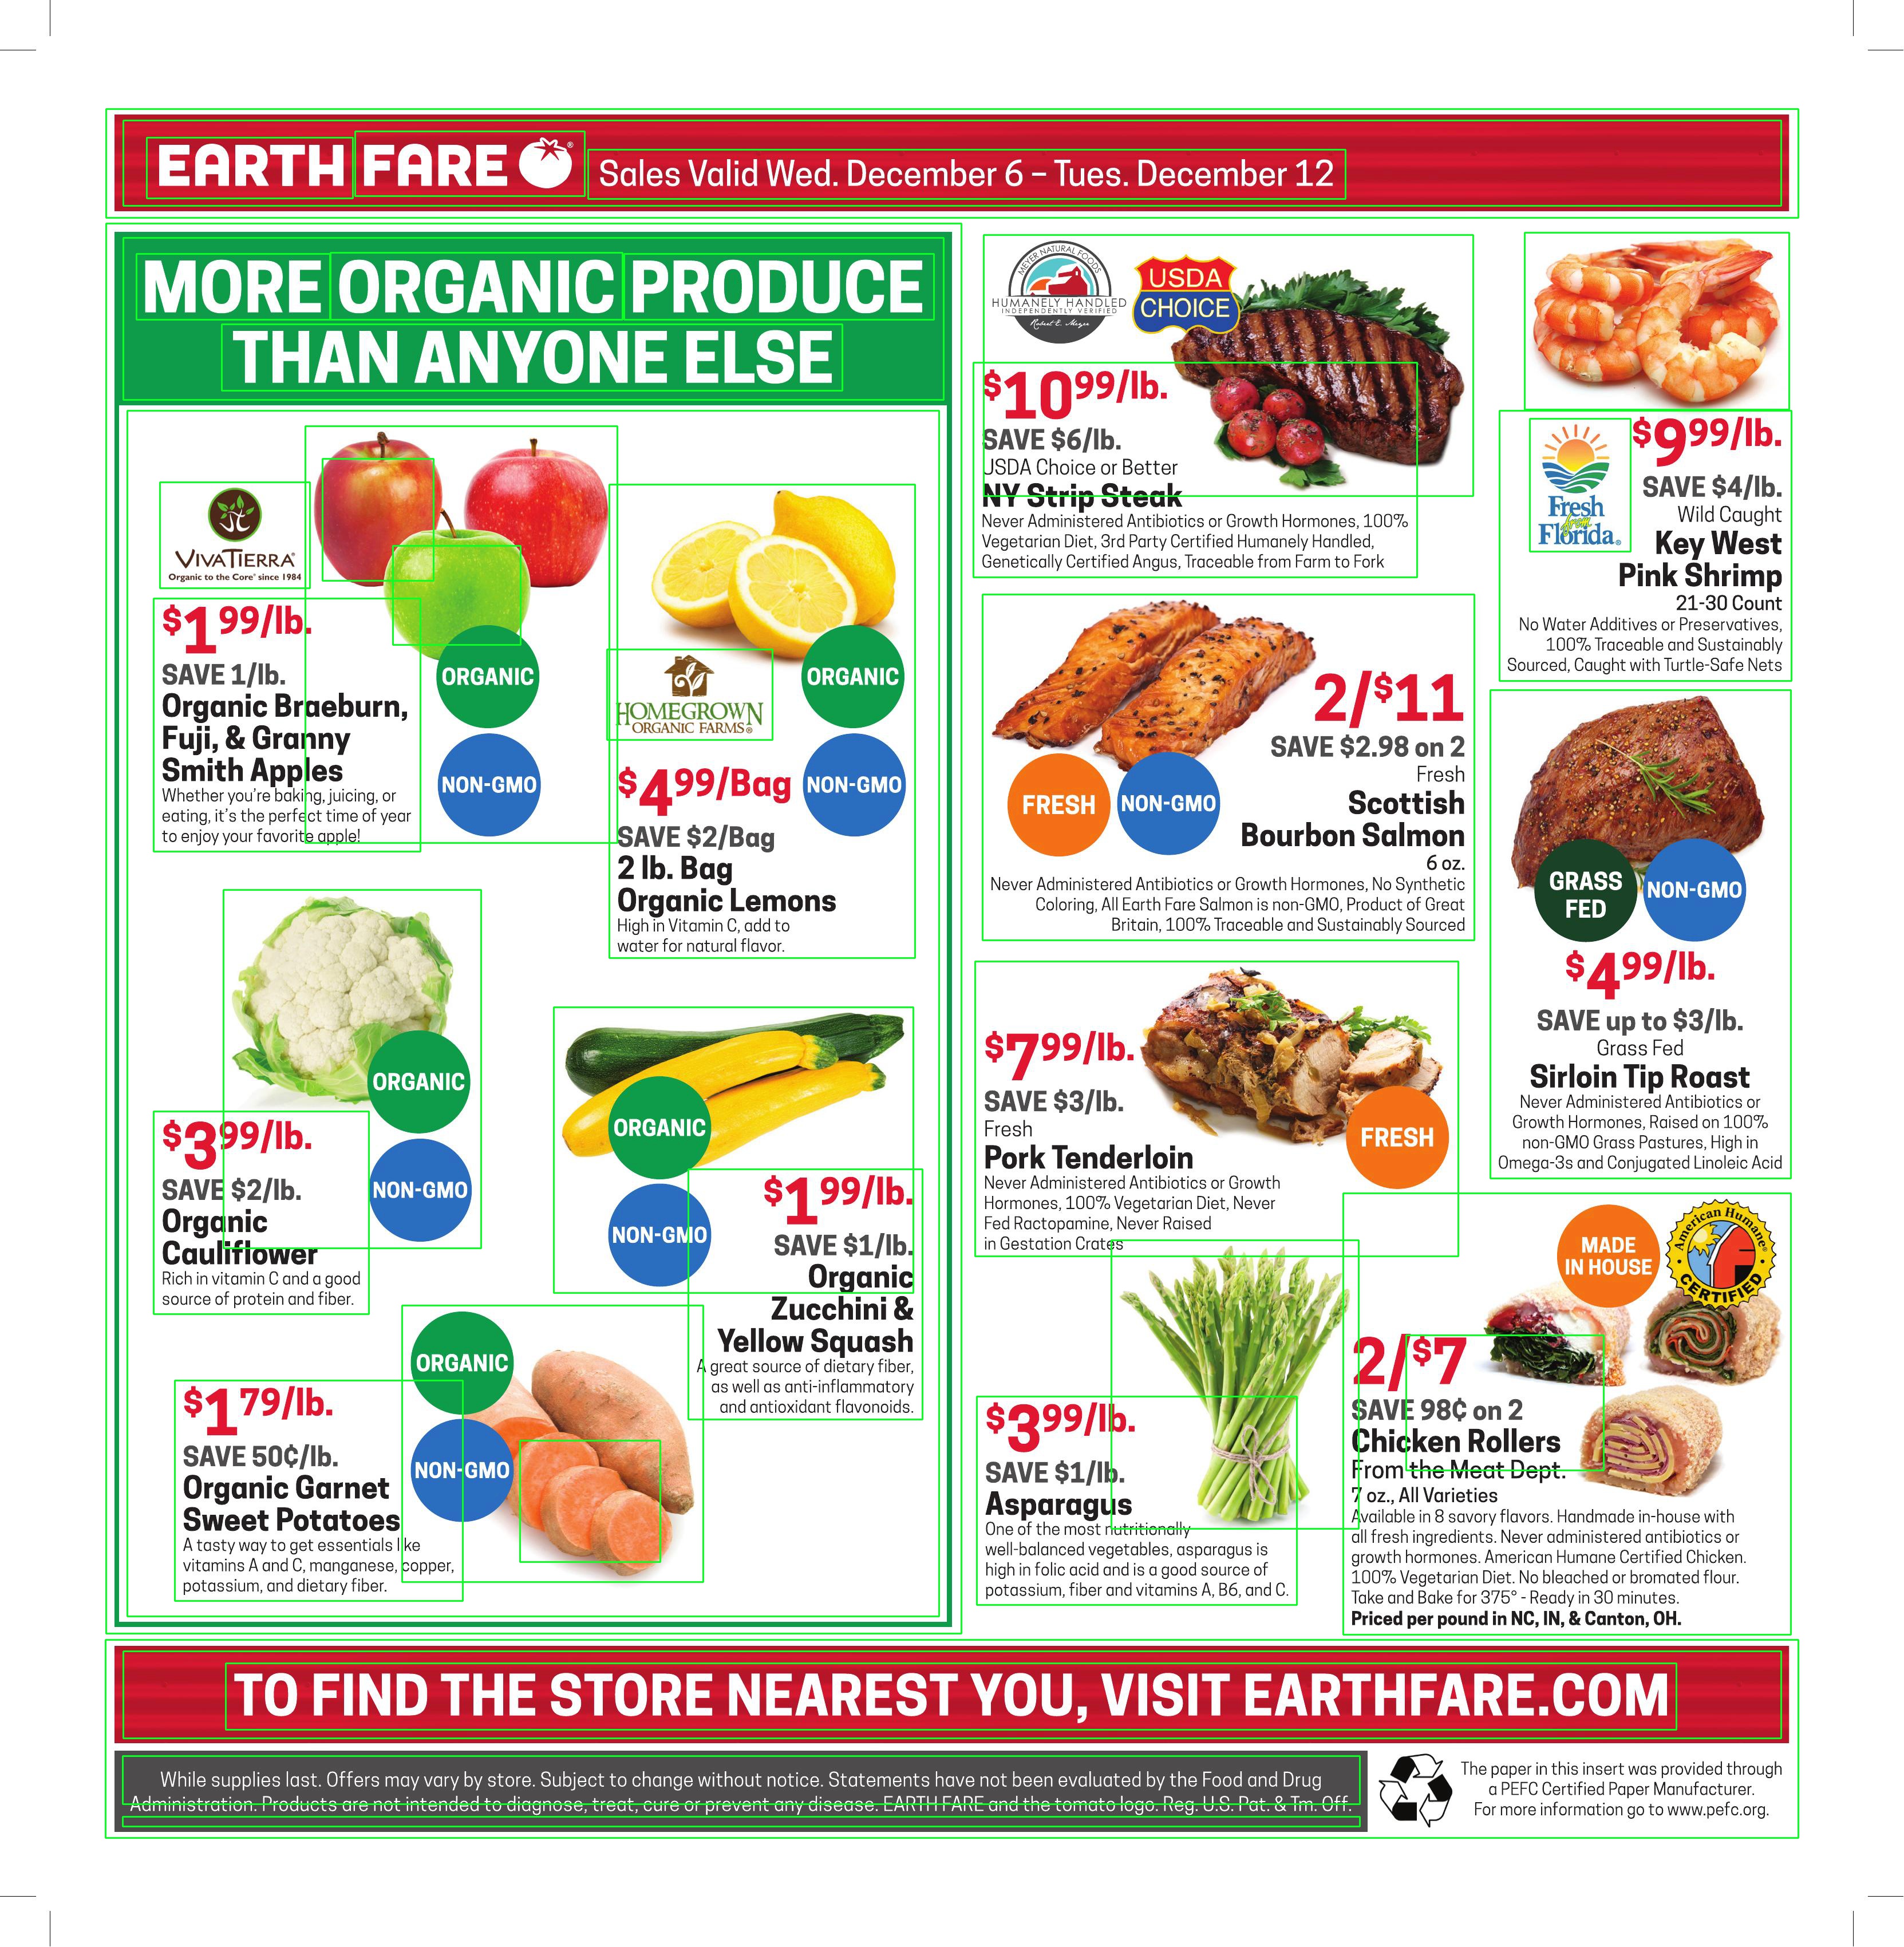 EARTH FARE ®
Sales Valid Wed. December 6 – Tues. December 12
MORE ORGANIC PRODUCE
THAN ANYONE ELSE
VIVATIERRA®
Organic to the Core® since 1984
$1 99/lb.
SAVE 1/lb.
Organic Braeburn,
Fuji, & Granny
Smith Apples
Whether you're baking, juicing, or
eating, it's the perfect time of year
to enjoy your favorite apple!
ORGANIC
NON-GMO
HOMEGROWN
ORGANIC FARMS®
ORGANIC
NON-GMO
$4 99/Bag
SAVE $2/Bag
2 lb. Bag
Organic Lemons
High in Vitamin C, add to
water for natural flavor.
ORGANIC
NON-GMO
$3 99/lb.
SAVE $2/lb.
Organic
Cauliflower
Rich in vitamin C and a good
source of protein and fiber.
ORGANIC
NON-GMO
$1 99/lb.
SAVE $1/lb.
Organic
Zucchini &
Yellow Squash
A great source of dietary fiber,
as well as anti-inflammatory
and antioxidant flavonoids.
ORGANIC
NON-GMO
$1 79/lb.
SAVE 50¢/lb.
Organic Garnet
Sweet Potatoes
A tasty way to get essentials like
vitamins A and C, manganese, copper,
potassium, and dietary fiber.
MEYER NATURAL FOODS
HUMANELY HANDLED
INDEPENDENTLY VERIFIED
Robert E. Meyer
USDA
CHOICE
$10 99/lb.
SAVE $6/lb.
USDA Choice or Better
NY Strip Steak
Never Administered Antibiotics or Growth Hormones, 100%
Vegetarian Diet, 3rd Party Certified Humanely Handled,
Genetically Certified Angus, Traceable from Farm to Fork
Fresh
from
Florida®
$9 99/lb.
SAVE $4/lb.
Wild Caught
Key West
Pink Shrimp
21-30 Count
No Water Additives or Preservatives,
100% Traceable and Sustainably
Sourced, Caught with Turtle-Safe Nets
2/$11
SAVE $2.98 on 2
Fresh
Scottish
Bourbon Salmon
6 oz.
FRESH
NON-GMO
Never Administered Antibiotics or Growth Hormones, No Synthetic
Coloring, All Earth Fare Salmon is non-GMO, Product of Great
Britain, 100% Traceable and Sustainably Sourced
GRASS
FED
NON-GMO
$4 99/lb.
SAVE up to $3/lb.
Grass Fed
Sirloin Tip Roast
Never Administered Antibiotics or
Growth Hormones, Raised on 100%
non-GMO Grass Pastures, High in
Omega-3s and Conjugated Linoleic Acid
$7 99/lb.
SAVE $3/lb.
Fresh
Pork Tenderloin
Never Administered Antibiotics or Growth
Hormones, 100% Vegetarian Diet, Never
Fed Ractopamine, Never Raised
in Gestation Crates
FRESH
$3 99/lb.
SAVE $1/lb.
Asparagus
One of the most nutritionally
well-balanced vegetables, asparagus is
high in folic acid and is a good source of
potassium, fiber and vitamins A, B6, and C.
MADE
IN HOUSE
American Humane®
CERTIFIED
2/$7
SAVE 98¢ on 2
Chicken Rollers
From the Meat Dept.
7 oz., All Varieties
Available in 8 savory flavors. Handmade in-house with
all fresh ingredients. Never administered antibiotics or
growth hormones. American Humane Certified Chicken.
100% Vegetarian Diet. No bleached or bromated flour.
Take and Bake for 375° - Ready in 30 minutes.
Priced per pound in NC, IN, & Canton, OH.
TO FIND THE STORE NEAREST YOU, VISIT EARTHFARE.COM
While supplies last. Offers may vary by store. Subject to change without notice. Statements have not been evaluated by the Food and Drug
Administration. Products are not intended to diagnose, treat, cure or prevent any disease. EARTH FARE and the tomato logo. Reg. U.S. Pat. & Tm. Off.
The paper in this insert was provided through
a PEFC Certified Paper Manufacturer.
For more information go to www.pefc.org.